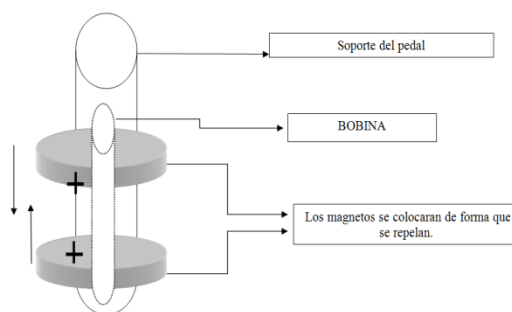 Soporte del pedal
BOBINA
Los magnetos se colocaran de forma que
se repelan.
+
+